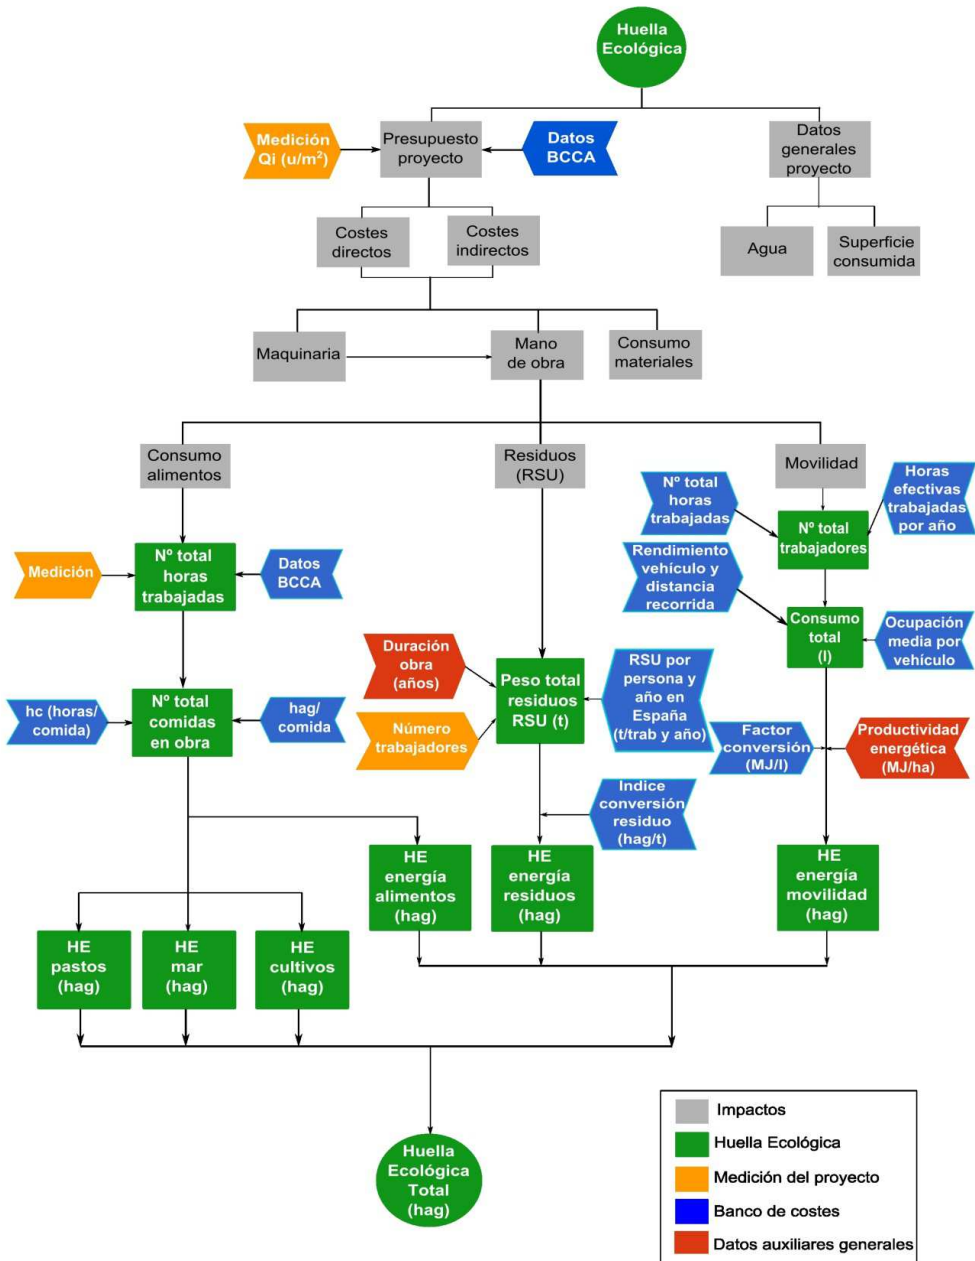 Huella
Ecológica
Medición
Qi (u/m²)
Presupuesto
proyecto
Datos
BCCA
Datos
generales
proyecto
Costes
directos
Costes
indirectos
Agua
Superficie
consumida
Maquinaria
Mano
de obra
Consumo
materiales
Consumo
alimentos
Residuos
(RSU)
Movilidad
Nº total
horas
trabajadas
Horas
efectivas
trabajadas
por año
Nº total
trabajadores
Medición
Nº total
horas
trabajadas
Datos
BCCA
Rendimiento
vehículo y
distancia
recorrida
Consumo
total
(l)
Ocupación
media por
vehículo
Duración
obra
(años)
Número
trabajadores
Peso total
residuos
RSU (t)
RSU por
persona y
año en
España
(t/trab y año)
hc (horas/
comida)
Nº total
comidas
en obra
hag/
comida
Factor
conversión
(MJ/l)
Productividad
energética
(MJ/ha)
Indice
conversión
residuo
(hag/t)
HE
energía
alimentos
(hag)
HE
energía
residuos
(hag)
HE
energía
movilidad
(hag)
HE
pastos
(hag)
HE
mar
(hag)
HE
cultivos
(hag)
Huella
Ecológica
Total
(hag)
Impactos
Huella Ecológica
Medición del proyecto
Banco de costes
Datos auxiliares generales